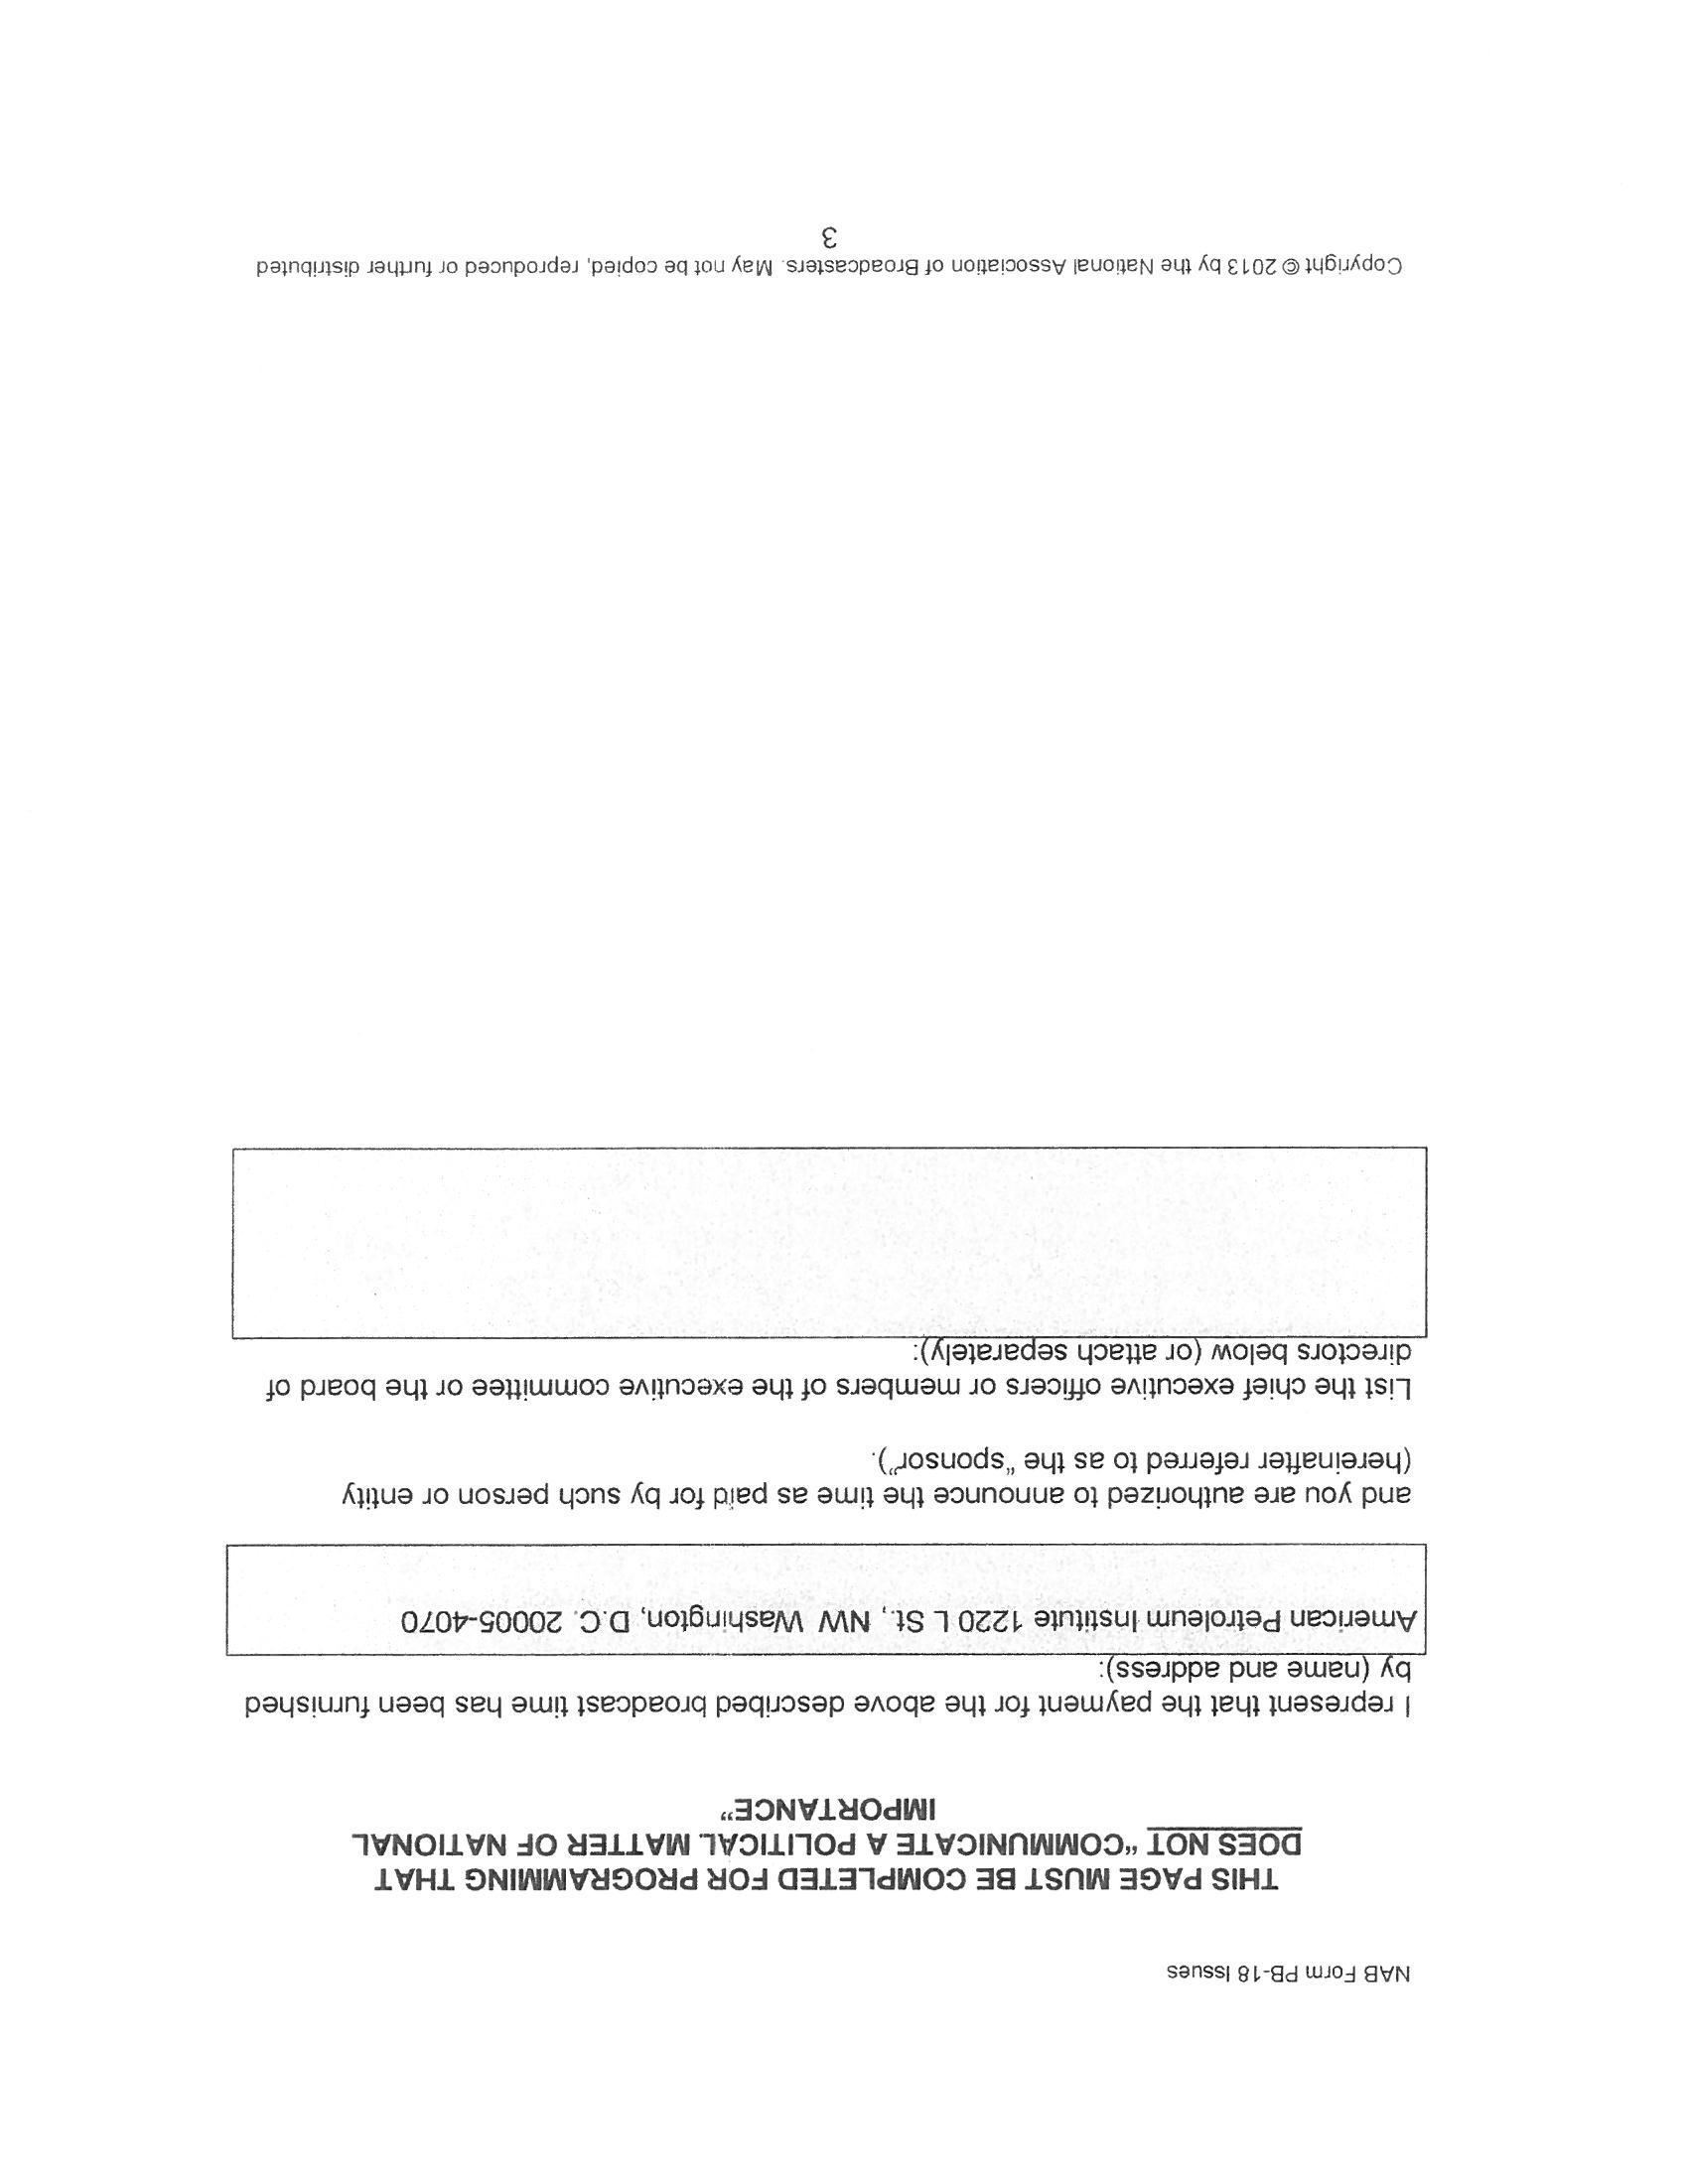 NAB Form PB-18 Issues
THIS PAGE MUST BE COMPLETED FOR PROGRAMMING THAT
DOES NOT "COMMUNICATE A POLITICAL MATTER OF NATIONAL
IMPORTANCE"
I represent that the payment for the above described broadcast time has been furnished
by (name and address):
American Petroleum Institute 1220 L St., NW Washington, D.C. 20005-4070
and you are authorized to announce the time as paid for by such person or entity
(hereinafter referred to as the "sponsor").
List the chief executive officers or members of the executive committee or the board of
directors below (or attach separately):
Copyright © 2013 by the National Association of Broadcasters. May not be copied, reproduced or further distributed
3